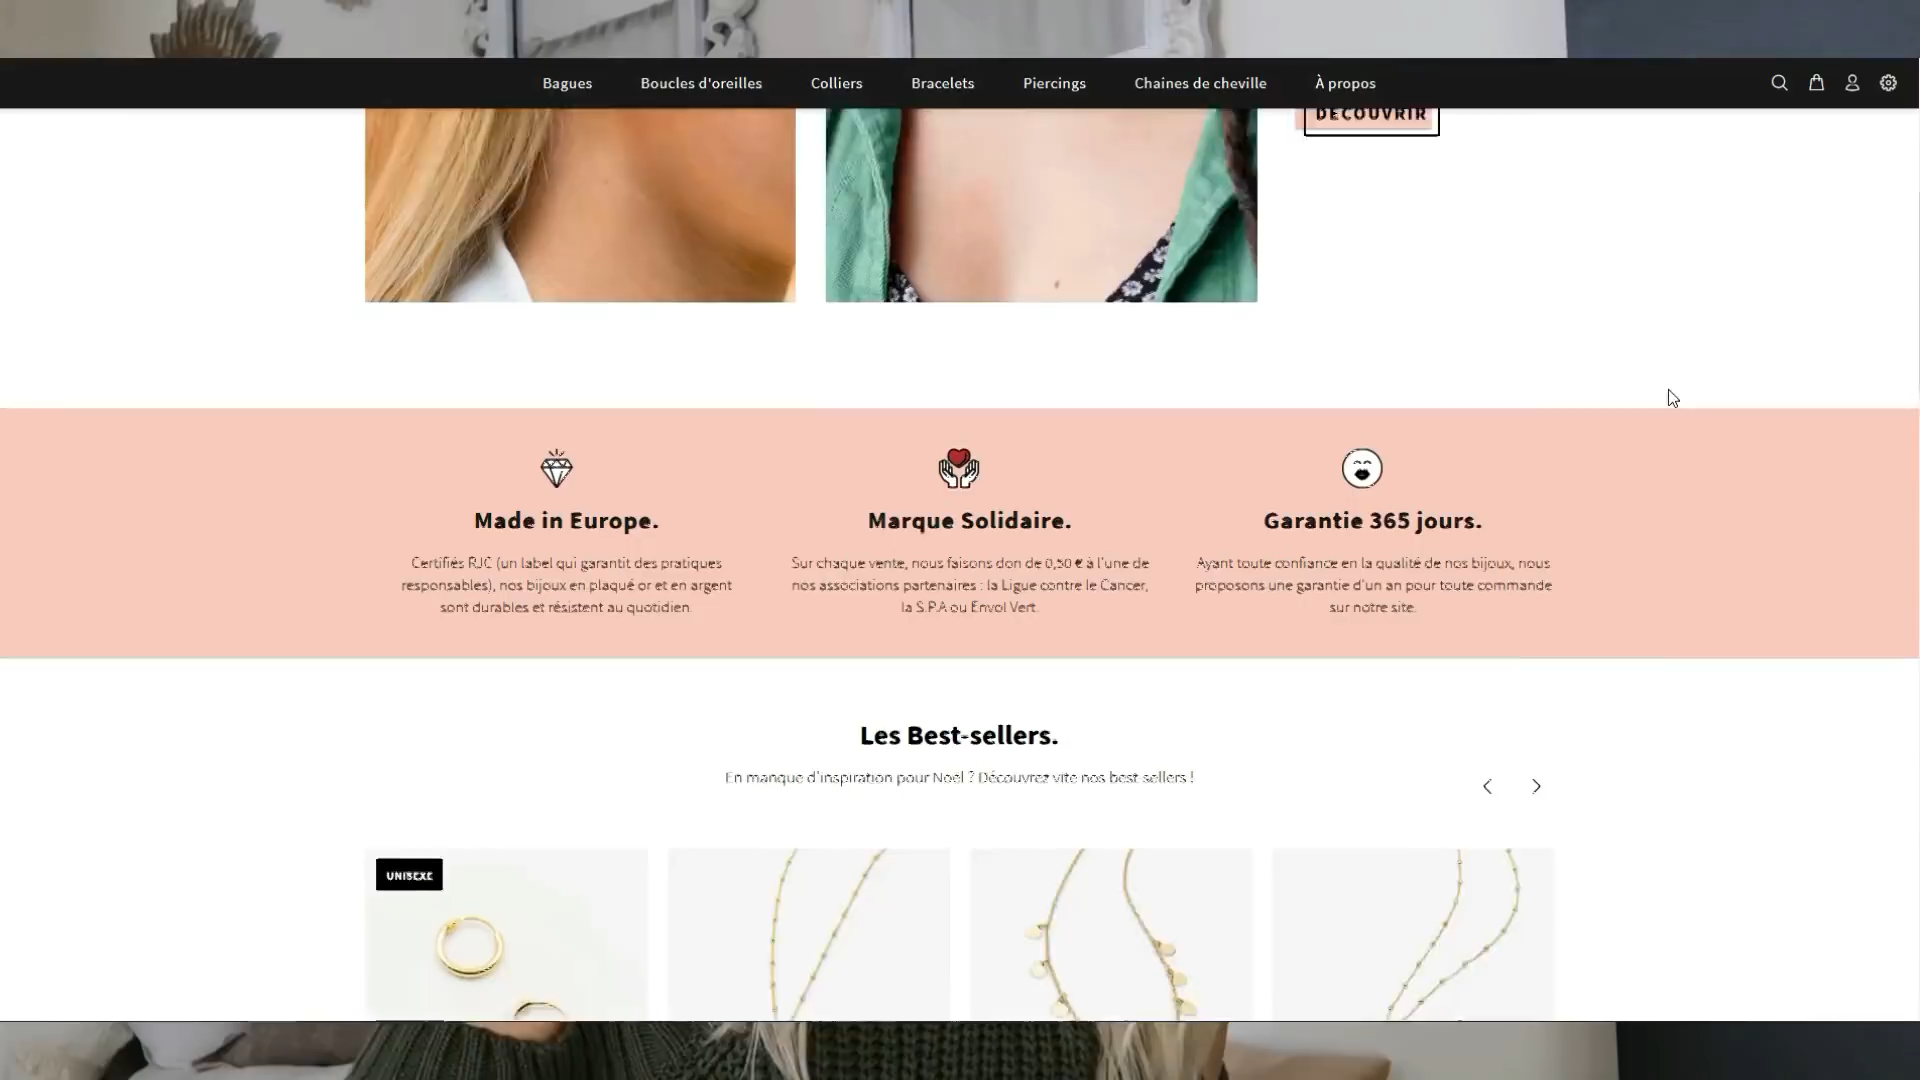 Bagues Boucles d'oreilles Colliers Bracelets Piercings Chaines de cheville À propos
DÉCOUVRIR
Made in Europe.
Certifiés RJC (un label qui garantit des pratiques
responsables), nos bijoux en plaqué or et en argent
sont durables et résistent au quotidien.
Marque Solidaire.
Sur chaque vente, nous faisons don de 0,50 € à l'une de
nos associations partenaires : la Ligue contre le Cancer,
la S.P.A ou Envol Vert.
Garantie 365 jours.
Ayant toute confiance en la qualité de nos bijoux, nous
proposons une garantie d'un an pour toute commande
sur notre site.
Les Best-sellers.
En manque d'inspiration pour Noël ? Découvrez vite nos best-sellers !
UNISEXE